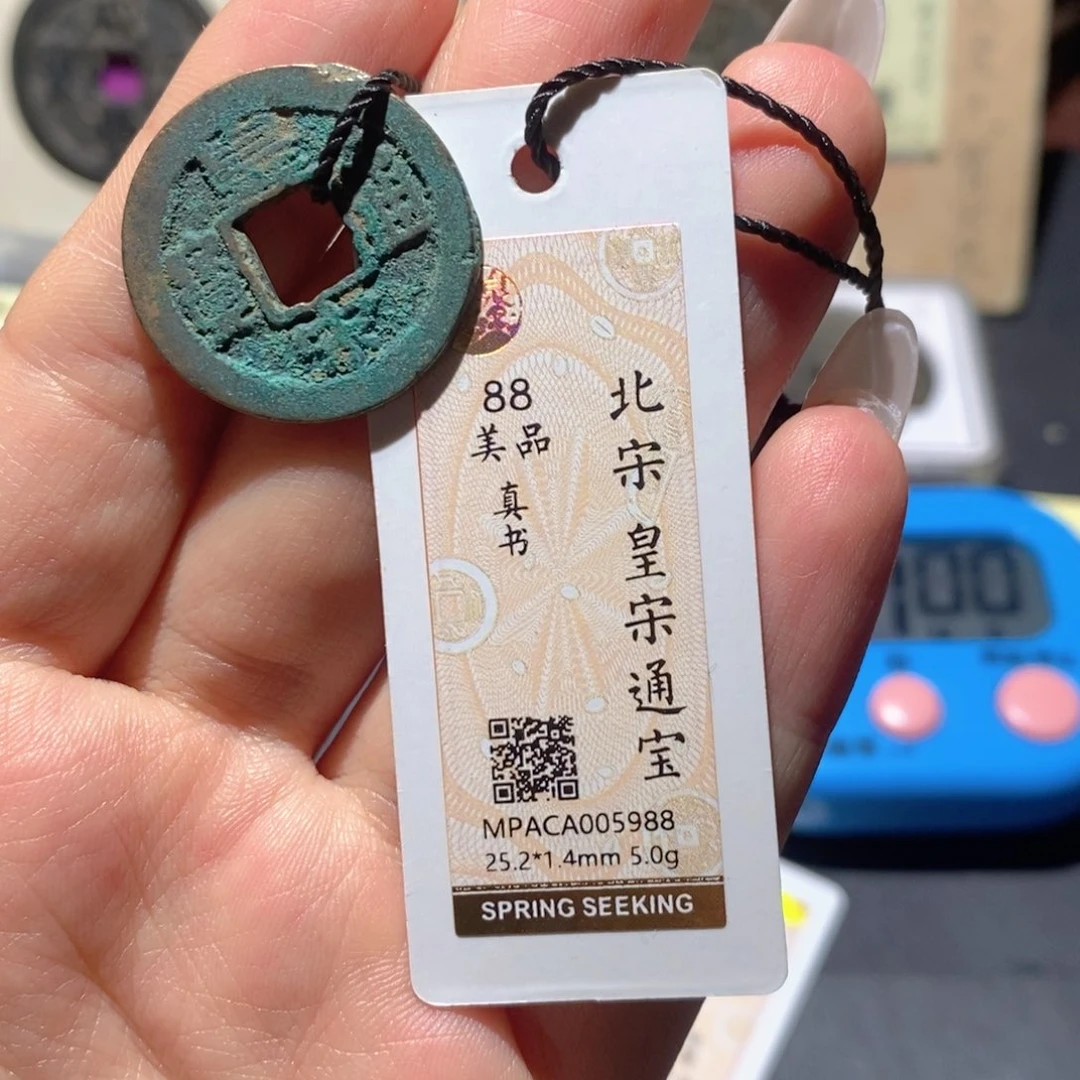 北宋皇宋通宝
88
美品
真书
MPACA005988
25.2*1.4mm 5.0g
SPRING SEEKING